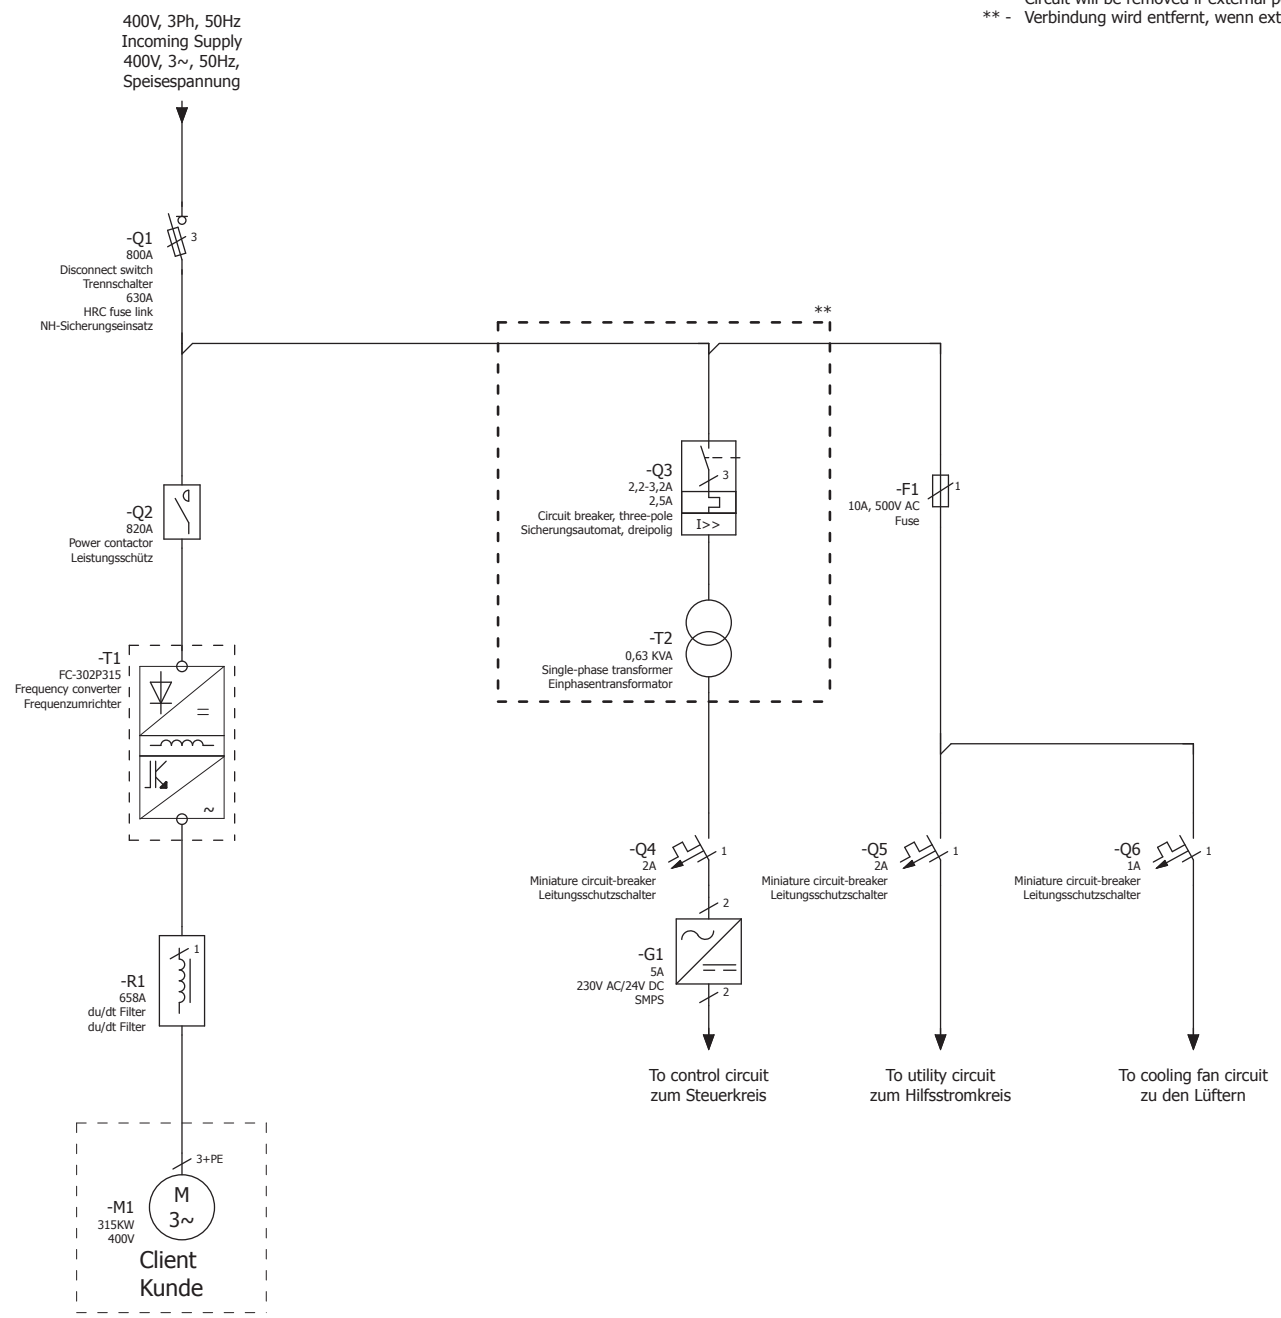 Circuit will be removed if external p
** - Verbindung wird entfernt, wenn ext
400V, 3Ph, 50Hz
Incoming Supply
400V, 3~, 50Hz,
Speisespannung
-Q1
3
800A
Disconnect switch
Trennschalter
630A
HRC fuse link
NH-Sicherungseinsatz
**
-Q2
820A
Power contactor
Leistungsschütz
-Q3
3
2,2-3,2A
2,5A
Circuit breaker, three-pole
Sicherungsautomat, dreipolig
I>>
-F1
1
10A, 500V AC
Fuse
-T1
FC-302P315
Frequency converter
Frequenzumrichter
=
~
-T2
0,63 KVA
Single-phase transformer
Einphasentransformator
-Q4
1
2A
Miniature circuit-breaker
Leitungsschutzschalter
2
-Q5
1
2A
Miniature circuit-breaker
Leitungsschutzschalter
-Q6
1
1A
Miniature circuit-breaker
Leitungsschutzschalter
-G1
5A
230V AC/24V DC
SMPS
2
-R1
1
658A
du/dt Filter
du/dt Filter
To control circuit
zum Steuerkreis
To utility circuit
zum Hilfsstromkreis
To cooling fan circuit
zu den Lüftern
3+PE
-M1
315KW
400V
M
3~
Client
Kunde